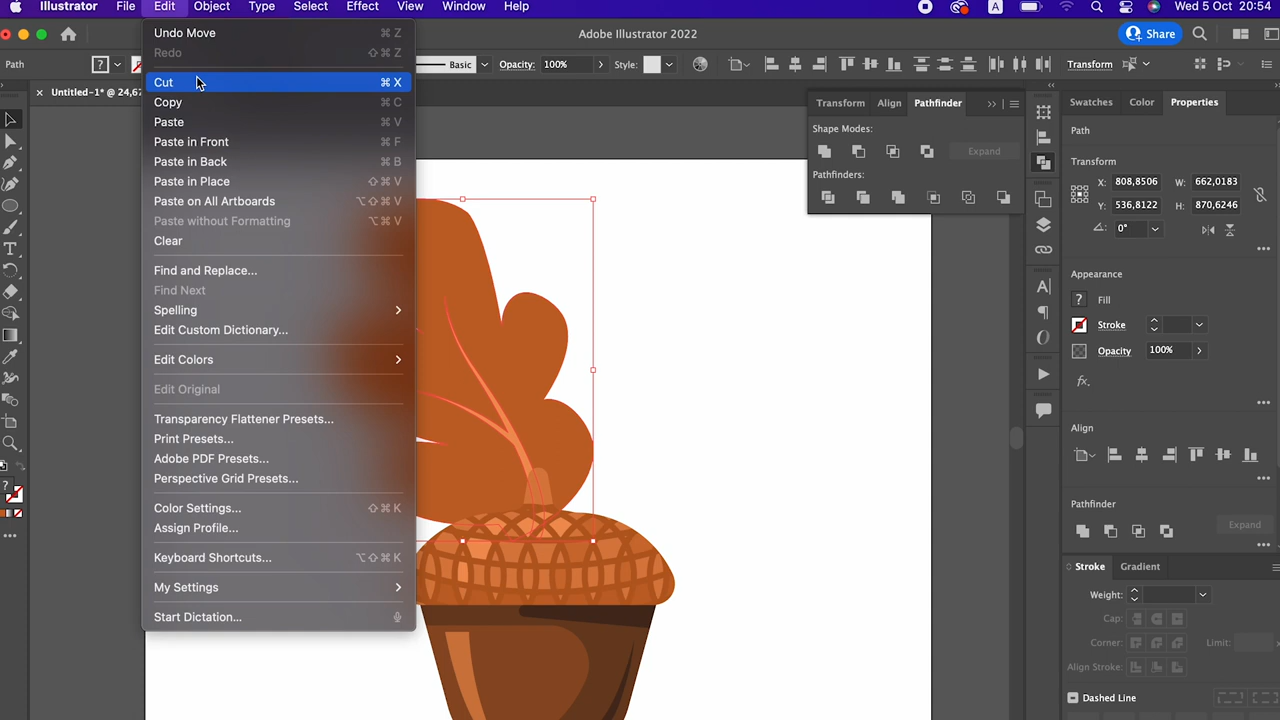 Illustrator File Edit Object Type Select Effect View Window Help A Wed 5 Oct 20:54
Adobe Illustrator 2022 Share
Path ? Basic Opacity: 100% Style: Transform
× Untitled-1* @ 24,6
Undo Move ⌘ Z
Redo ⇧ ⌘ Z
Cut ⌘ X
Copy ⌘ C
Paste ⌘ V
Paste in Front ⌘ F
Paste in Back ⌘ B
Paste in Place ⇧ ⌘ V
Paste on All Artboards ⌥ ⇧ ⌘ V
Paste without Formatting ⌥ ⌘ V
Clear
Find and Replace...
Find Next
Spelling
Edit Custom Dictionary...
Edit Colors
Edit Original
Transparency Flattener Presets...
Print Presets...
Adobe PDF Presets...
Perspective Grid Presets...
Color Settings... ⇧ ⌘ K
Assign Profile...
Keyboard Shortcuts... ⌥ ⇧ ⌘ K
My Settings
Start Dictation...
Transform Align Pathfinder
Shape Modes:
Expand
Pathfinders:
Swatches Color Properties
Path
Transform
X: 808,8506 W: 662,0183
Y: 536,8122 H: 870,6246
0°
Appearance
? Fill
Stroke
Opacity 100%
fx.
Align
Pathfinder
Expand
Stroke Gradient
Weight:
Cap:
Corner: Limit:
Align Stroke:
Dashed Line